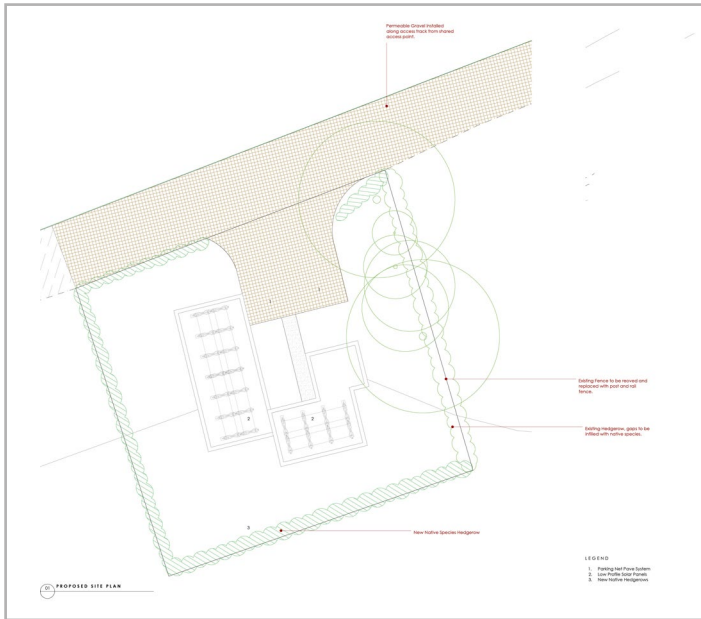 Permeable Gravel Installed
along access track from shared
access point.
1
1
2
2
Existing Fence to be reoved and
replaced with post and rail
fence.
Existing Hedgerow, gaps to be
infilled with native species.
3
New Native Species Hedgerow
LEGEND
1. Parking Net Pave System
2. Low Profile Solar Panels
3. New Native Hedgerows
01 PROPOSED SITE PLAN